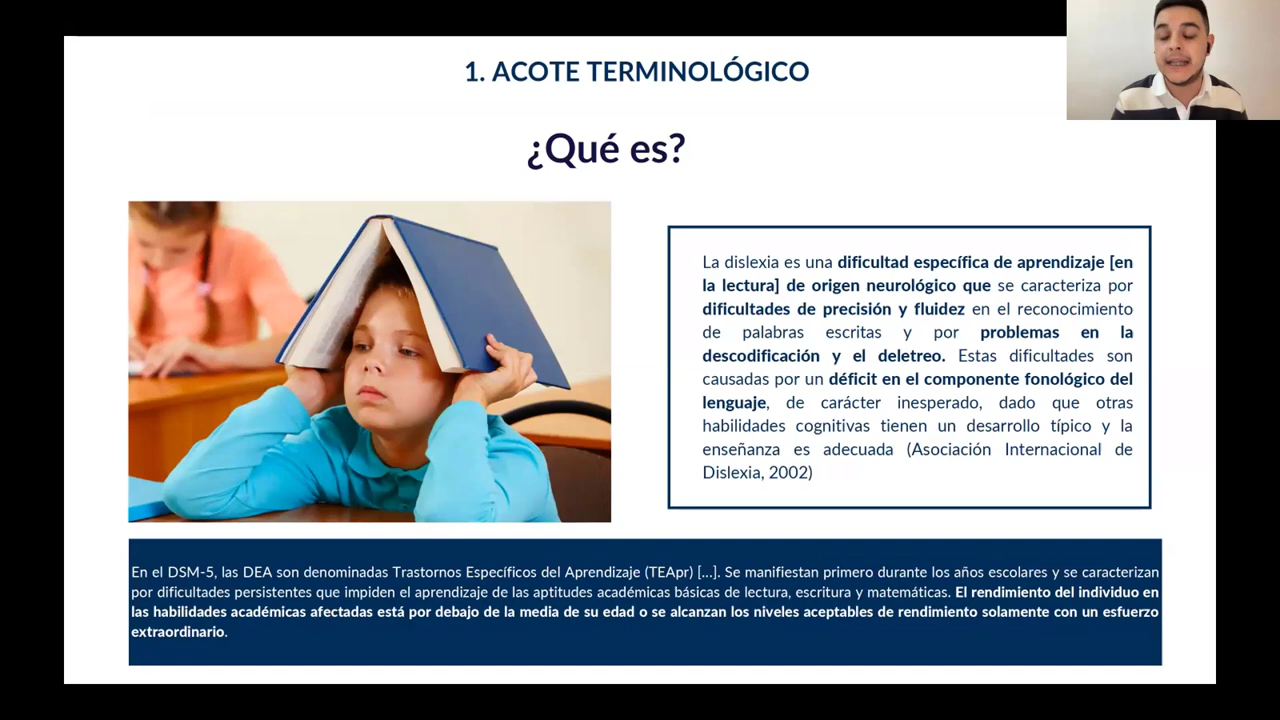 1. ACOTE TERMINOLÓGICO
¿Qué es?
La dislexia es una dificultad específica de aprendizaje [en
la lectura] de origen neurológico que se caracteriza por
dificultades de precisión y fluidez en el reconocimiento
de palabras escritas y por problemas en la
descodificación y el deletreo. Estas dificultades son
causadas por un déficit en el componente fonológico del
lenguaje, de carácter inesperado, dado que otras
habilidades cognitivas tienen un desarrollo típico y la
enseñanza es adecuada (Asociación Internacional de
Dislexia, 2002)
En el DSM-5, las DEA son denominadas Trastornos Específicos del Aprendizaje (TEApr) [...]. Se manifiestan primero durante los años escolares y se caracterizan
por dificultades persistentes que impiden el aprendizaje de las aptitudes académicas básicas de lectura, escritura y matemáticas. El rendimiento del individuo en
las habilidades académicas afectadas está por debajo de la media de su edad o se alcanzan los niveles aceptables de rendimiento solamente con un esfuerzo
extraordinario.